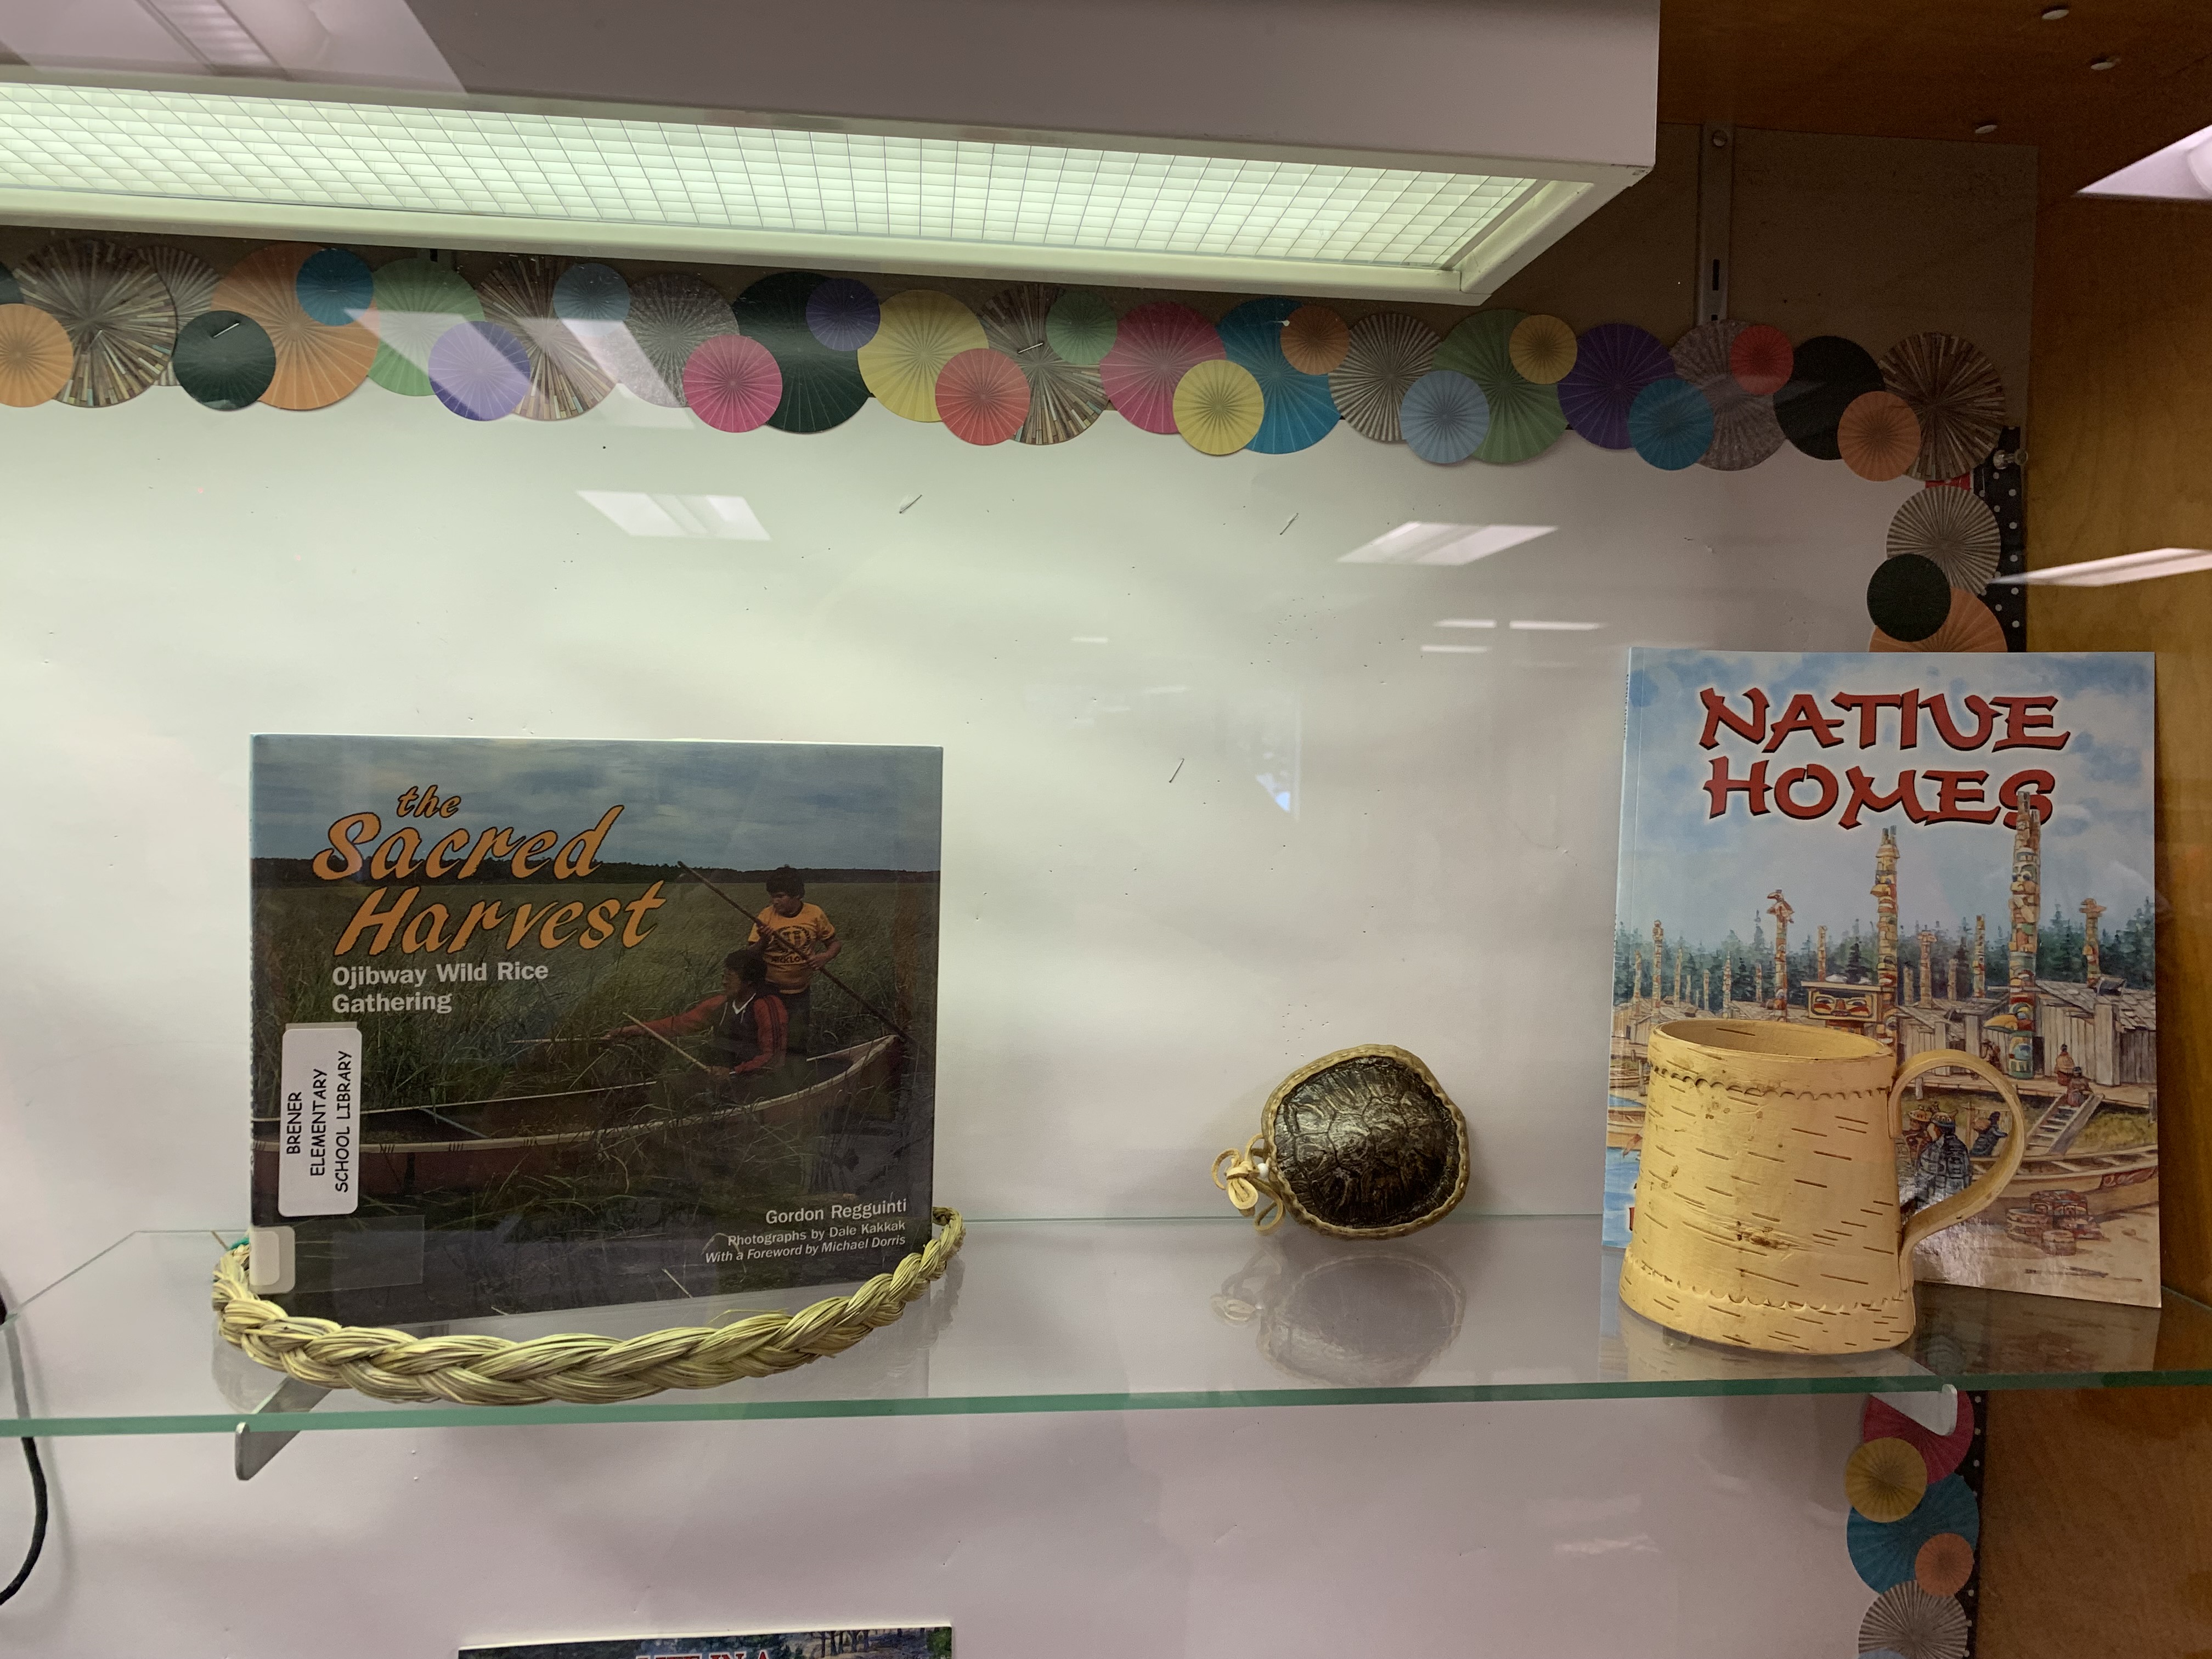 the
Sacred
Harvest
Ojibway Wild Rice
Gathering
BRENER
ELEMENTARY
SCHOOL LIBRARY
Gordon Regguinti
Photographs by Dale Kakkak
With a Foreword by Michael Dorris
NATIVE
HOMES